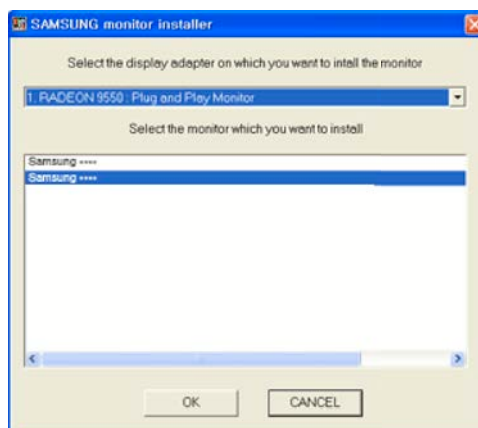 SAMSUNG monitor installer
Select the display adapter on which you want to intall the monitor
1. RADEON 9550 : Plug and Play Monitor
Select the monitor which you want to install
Samsung ****
Samsung ****
OK
CANCEL